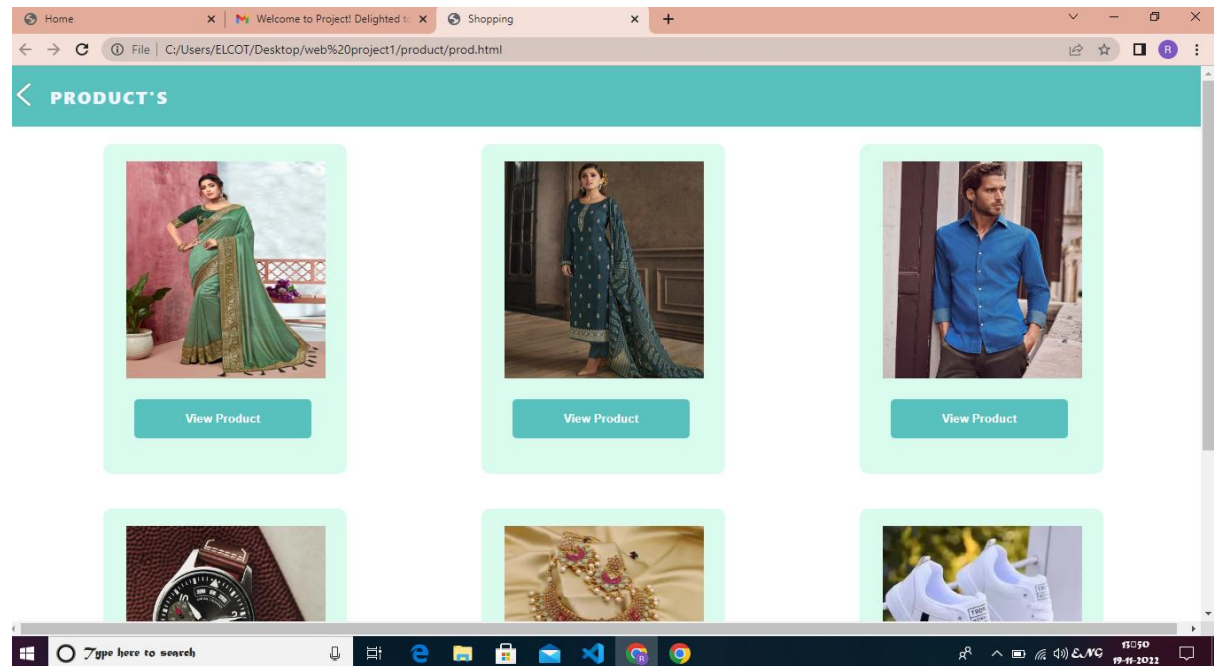 Home
Welcome to Project! Delighted to
Shopping
File | C:/Users/ELCOT/Desktop/web%20project1/product/prod.html
R
PRODUCT'S
View Product
View Product
View Product
Type here to search
ENG
19-11-2022